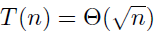 T(n) = Θ(√n)